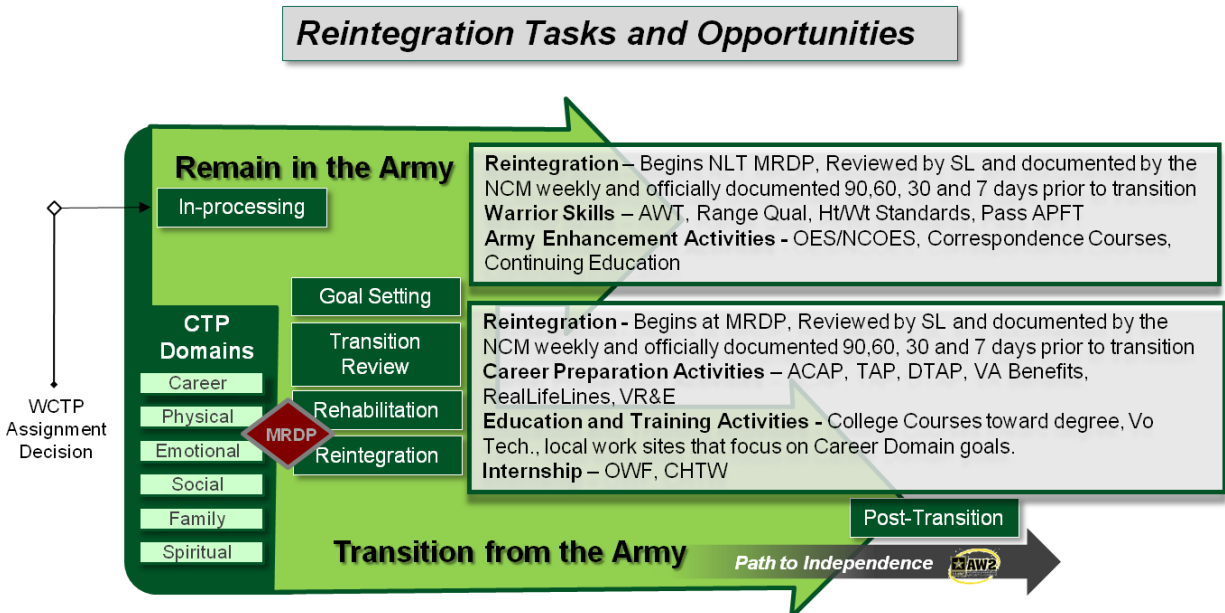 Reintegration Tasks and Opportunities
Remain in the Army
In-processing
Reintegration – Begins NLT MRDP, Reviewed by SL and documented by the
NCM weekly and officially documented 90,60, 30 and 7 days prior to transition
Warrior Skills – AWT, Range Qual, Ht/Wt Standards, Pass APFT
Army Enhancement Activities - OES/NCOES, Correspondence Courses,
Continuing Education
WCTP
Assignment
Decision
CTP
Domains
Career
Physical
Emotional
Social
Family
Spiritual
MRDP
Goal Setting
Transition
Review
Rehabilitation
Reintegration
Reintegration - Begins at MRDP, Reviewed by SL and documented by the
NCM weekly and officially documented 90,60, 30 and 7 days prior to transition
Career Preparation Activities – ACAP, TAP, DTAP, VA Benefits,
RealLifeLines, VR&E
Education and Training Activities - College Courses toward degree, Vo
Tech., local work sites that focus on Career Domain goals.
Internship – OWF, CHTW
Post-Transition
Transition from the Army
Path to Independence
AW2